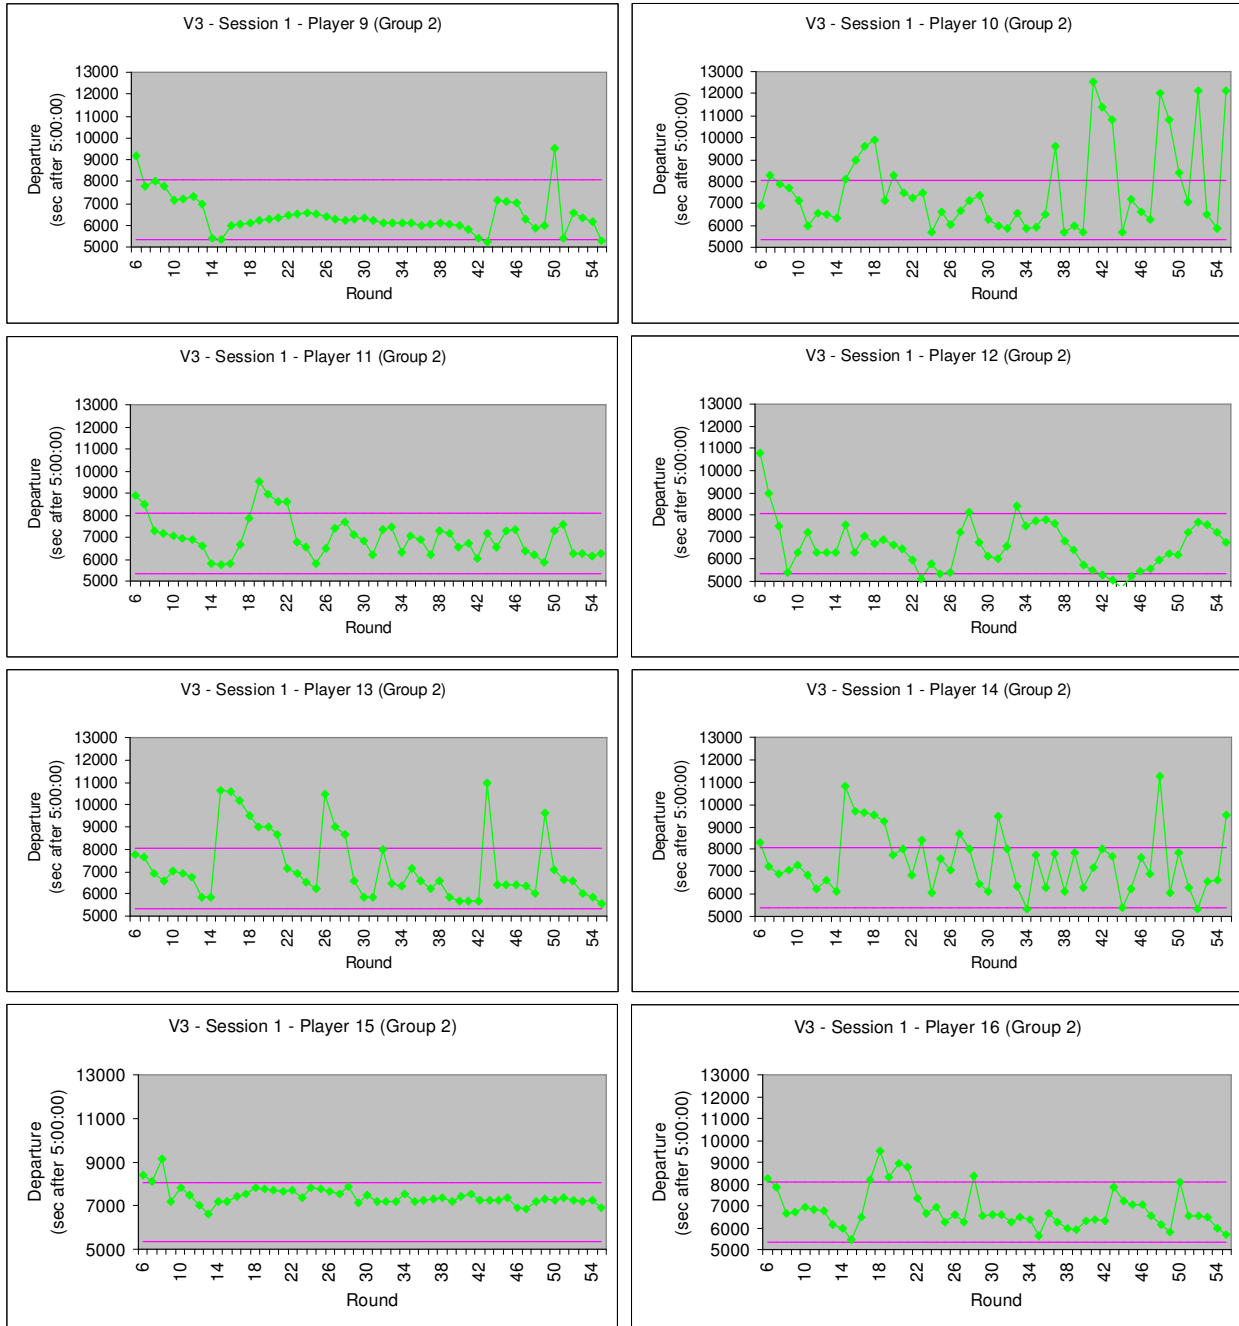 V3 - Session 1 - Player 9 (Group 2)
13000
12000
11000
10000
9000
8000
7000
6000
5000
Departure
(sec after 5:00:00)
6 10 14 18 22 26 30 34 38 42 46 50 54
Round
V3 - Session 1 - Player 10 (Group 2)
13000
12000
11000
10000
9000
8000
7000
6000
5000
Departure
(sec after 5:00:00)
6 10 14 18 22 26 30 34 38 42 46 50 54
Round
V3 - Session 1 - Player 11 (Group 2)
13000
12000
11000
10000
9000
8000
7000
6000
5000
Departure
(sec after 5:00:00)
6 10 14 18 22 26 30 34 38 42 46 50 54
Round
V3 - Session 1 - Player 12 (Group 2)
13000
12000
11000
10000
9000
8000
7000
6000
5000
Departure
(sec after 5:00:00)
6 10 14 18 22 26 30 34 38 42 46 50 54
Round
V3 - Session 1 - Player 13 (Group 2)
13000
12000
11000
10000
9000
8000
7000
6000
5000
Departure
(sec after 5:00:00)
6 10 14 18 22 26 30 34 38 42 46 50 54
Round
V3 - Session 1 - Player 14 (Group 2)
13000
12000
11000
10000
9000
8000
7000
6000
5000
Departure
(sec after 5:00:00)
6 10 14 18 22 26 30 34 38 42 46 50 54
Round
V3 - Session 1 - Player 15 (Group 2)
13000
11000
9000
7000
5000
Departure
(sec after 5:00:00)
6 10 14 18 22 26 30 34 38 42 46 50 54
Round
V3 - Session 1 - Player 16 (Group 2)
13000
12000
11000
10000
9000
8000
7000
6000
5000
Departure
(sec after 5:00:00)
6 10 14 18 22 26 30 34 38 42 46 50 54
Round